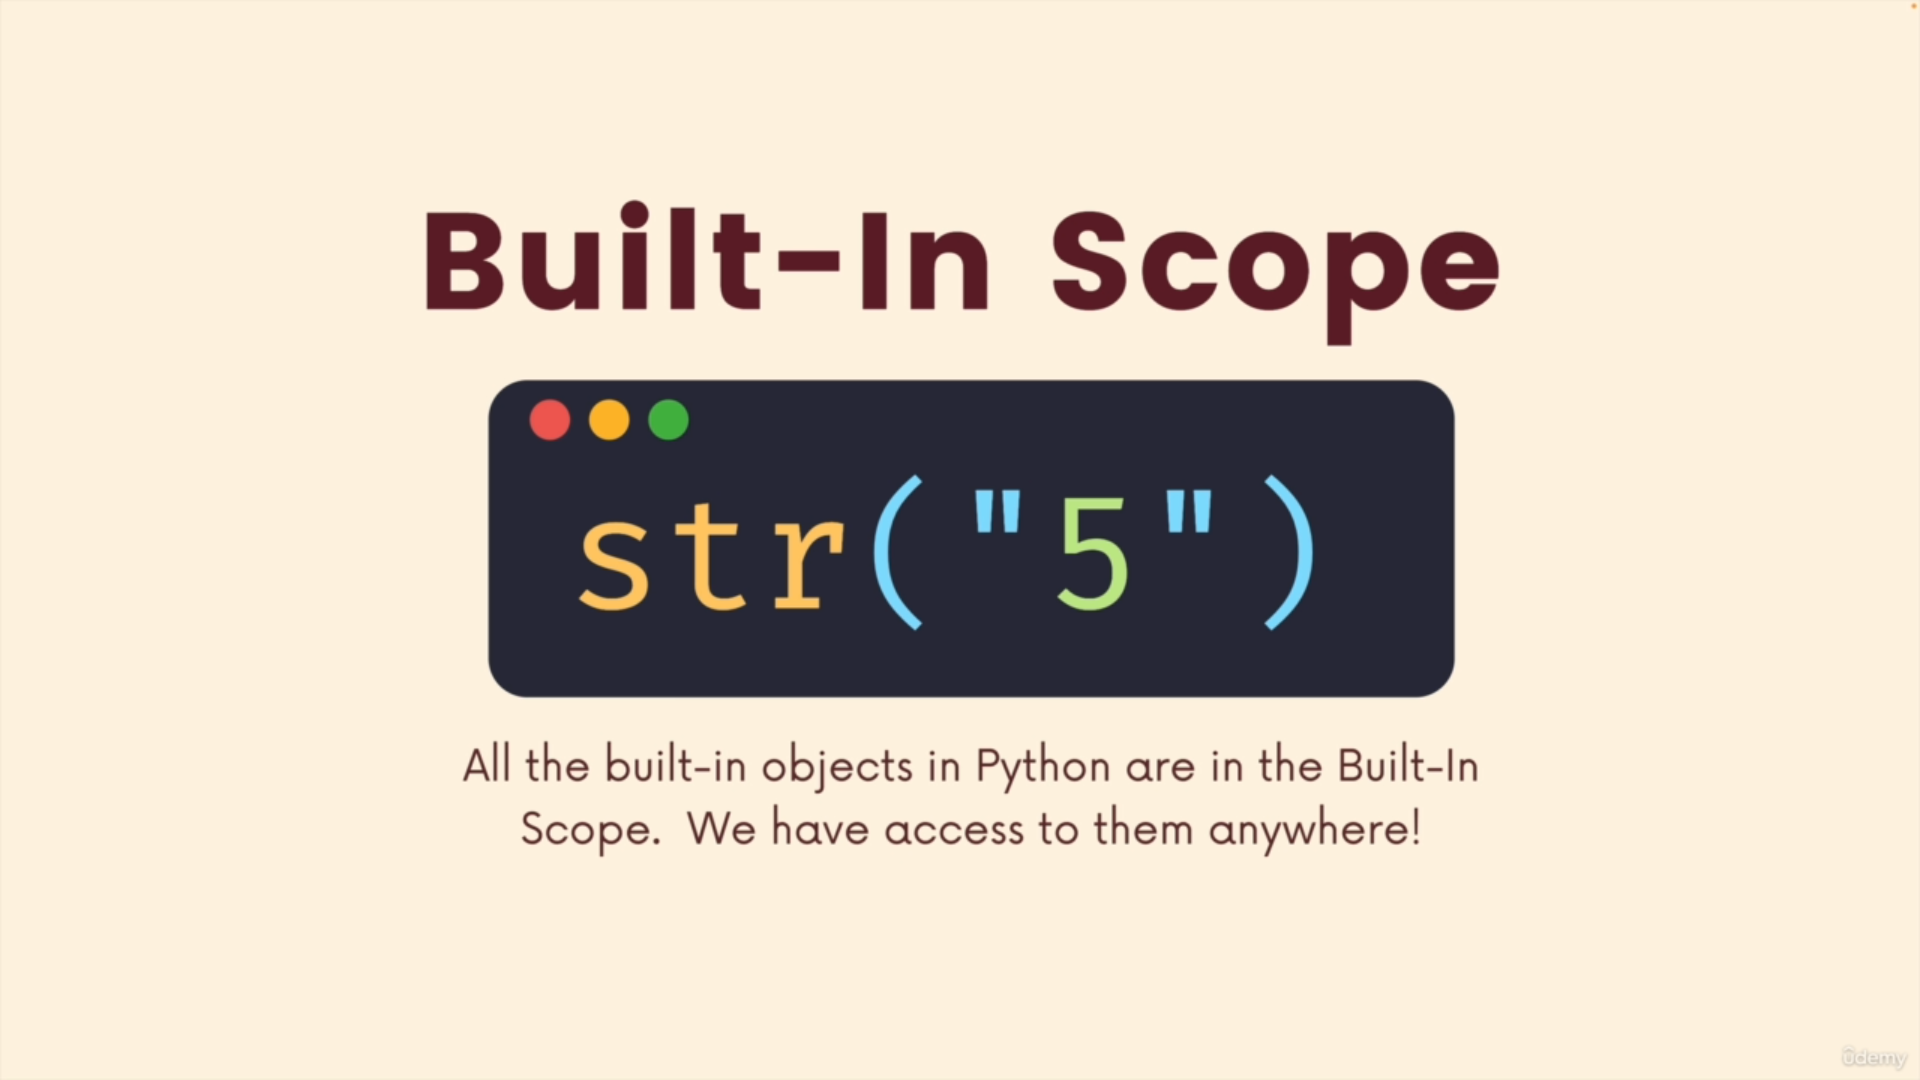 Built-In Scope
str("5")
All the built-in objects in Python are in the Built-In
Scope. We have access to them anywhere!
ûdemy